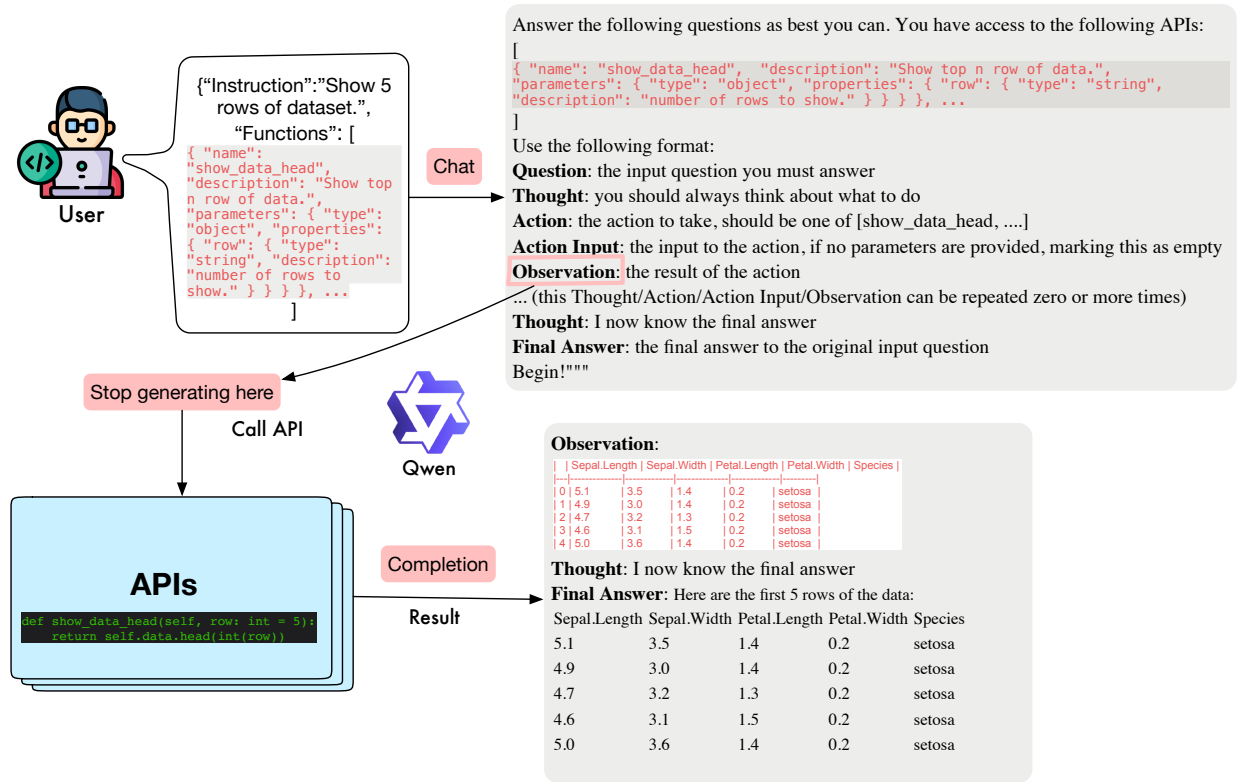 {“Instruction”:”Show 5
rows of dataset.”,
“Functions”: [
{ "name":
"show_data_head",
"description": "Show top
n row of data.",
"parameters": { "type":
"object", "properties":
{ "row": { "type":
"string", "description":
"number of rows to
show." } } } }, ...
]
</>
User
Chat
Answer the following questions as best you can. You have access to the following APIs:
[
{ "name": "show_data_head", "description": "Show top n row of data.",
"parameters": { "type": "object", "properties": { "row": { "type": "string",
"description": "number of rows to show." } } } }, ...
]
Use the following format:
Question: the input question you must answer
Thought: you should always think about what to do
Action: the action to take, should be one of [show_data_head, ....]
Action Input: the input to the action, if no parameters are provided, marking this as empty
Observation: the result of the action
... (this Thought/Action/Action Input/Observation can be repeated zero or more times)
Thought: I now know the final answer
Final Answer: the final answer to the original input question
Begin!"""
Stop generating here
Call API
Qwen
APIs
def show_data_head(self, row: int = 5):
return self.data.head(int(row))
Completion
Result
Observation:
| | Sepal.Length | Sepal.Width | Petal.Length | Petal.Width | Species |
|---|--------------|-------------|--------------|-------------|---------|
| 0 | 5.1 | 3.5 | 1.4 | 0.2 | setosa |
| 1 | 4.9 | 3.0 | 1.4 | 0.2 | setosa |
| 2 | 4.7 | 3.2 | 1.3 | 0.2 | setosa |
| 3 | 4.6 | 3.1 | 1.5 | 0.2 | setosa |
| 4 | 5.0 | 3.6 | 1.4 | 0.2 | setosa |
Thought: I now know the final answer
Final Answer: Here are the first 5 rows of the data:
Sepal.Length Sepal.Width Petal.Length Petal.Width Species
5.1 3.5 1.4 0.2 setosa
4.9 3.0 1.4 0.2 setosa
4.7 3.2 1.3 0.2 setosa
4.6 3.1 1.5 0.2 setosa
5.0 3.6 1.4 0.2 setosa